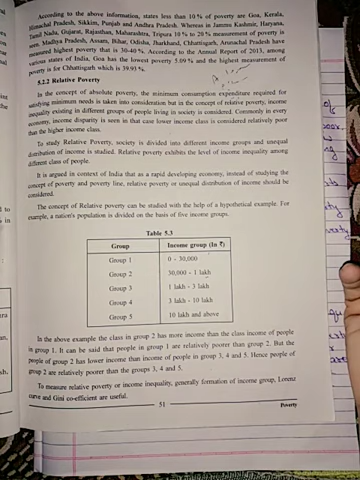 According to the above information, states less than 10 % of poverty are Goa, Kerala,
Himachal Pradesh, Sikkim, Punjab and Andhra Pradesh. Whereas in Jammu Kashmir, Haryana,
Tamil Nadu, Gujarat, Rajasthan, Maharashtra, Tripura 10 % to 20 % measurement of poverty is
seen. Madhya Pradesh, Assam, Bihar, Odisha, Jharkhand, Chhattisgarh, Arunachal Pradesh have
measured highest poverty that is 30-40 %. According to the Annual Report of 2013, among
various states of India, Goa has the lowest poverty 5.09 % and the highest measurement of
poverty is for Chhattisgarh which is 39.93 %.
5.2.2 Relative Poverty
In the concept of absolute poverty, the minimum consumption expenditure required for
satisfying minimum needs is taken into consideration but in the concept of relative poverty, income
inequality existing in different groups of people living in society is considered. Commonly in every
economy, income disparity is seen in that case lower income class is considered relatively poor
than the higher income class.
To study Relative Poverty, society is divided into different income groups and unequal
distribution of income is studied. Relative poverty exhibits the level of income inequality among
different class of people.
It is argued in context of India that as a rapid developing economy, instead of studying the
concept of poverty and poverty line, relative poverty or unequal distribution of income should be
considered.
The concept of Relative poverty can be studied with the help of a hypothetical example. For
example, a nation's population is divided on the basis of five income groups.
Table 5.3
Group Income group (In ₹)
Group 1 0 - 30,000
Group 2 30,000 - 1 lakh
Group 3 1 lakh - 3 lakh
Group 4 3 lakh - 10 lakh
Group 5 10 lakh and above
In the above example the class in group 2 has more income than the class income of people
in group 1. It can be said that people in group 1 are relatively poorer than group 2. But the
people of group 2 has lower income than income of people in group 3, 4 and 5. Hence people of
group 2 are relatively poorer than the groups 3, 4 and 5.
To measure relative poverty or income inequality, generally formation of income group, Lorenz
curve and Gini co-efficient are useful.
51
Poverty